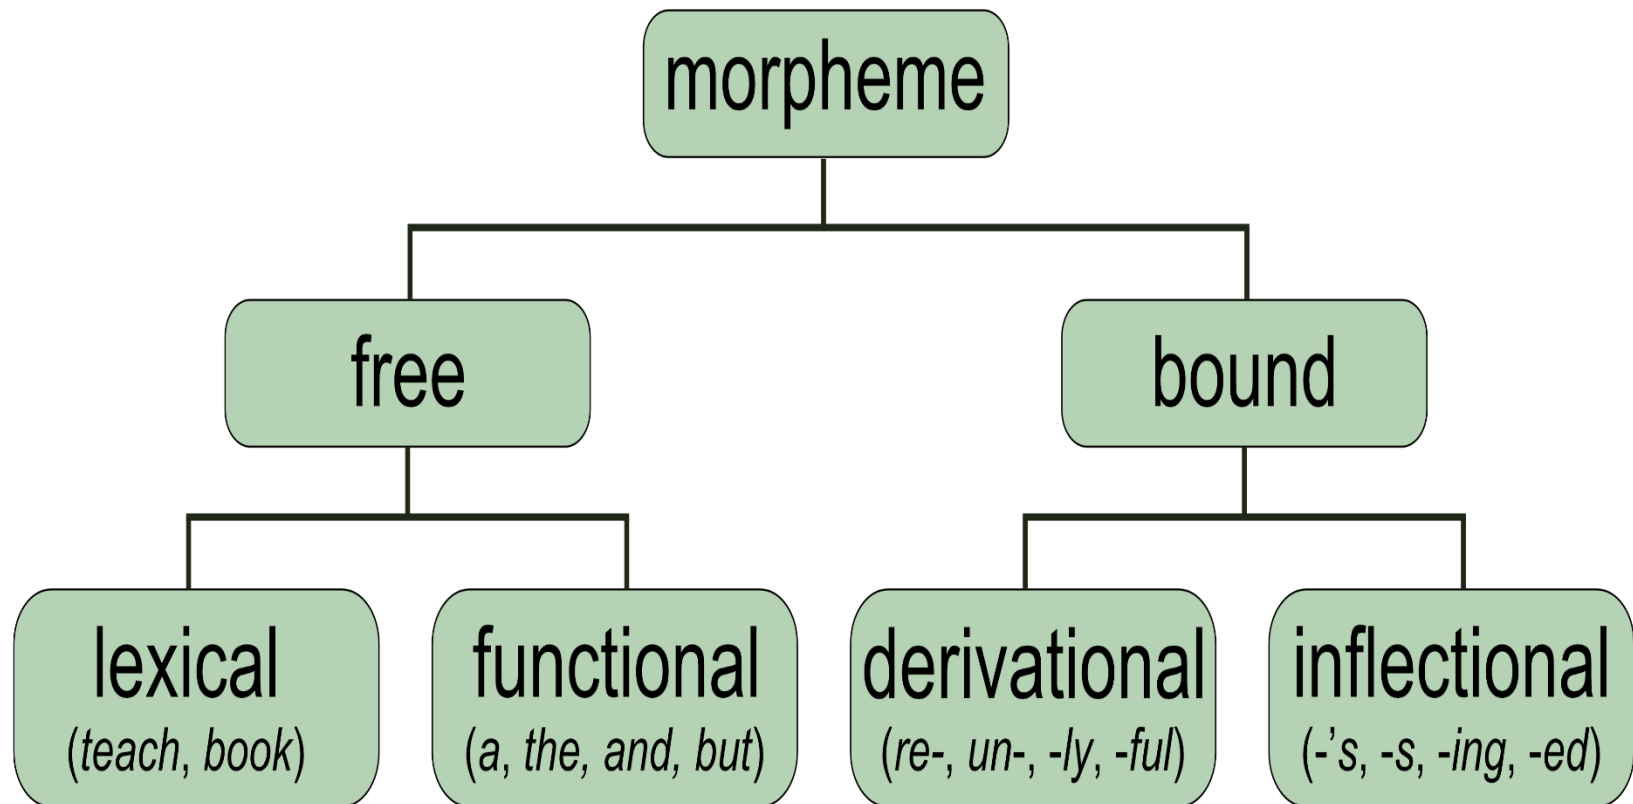 morpheme
free
bound
lexical
(teach, book)
functional
(a, the, and, but)
derivational
(re-, un-, -ly, -ful)
inflectional
(-’s, -s, -ing, -ed)